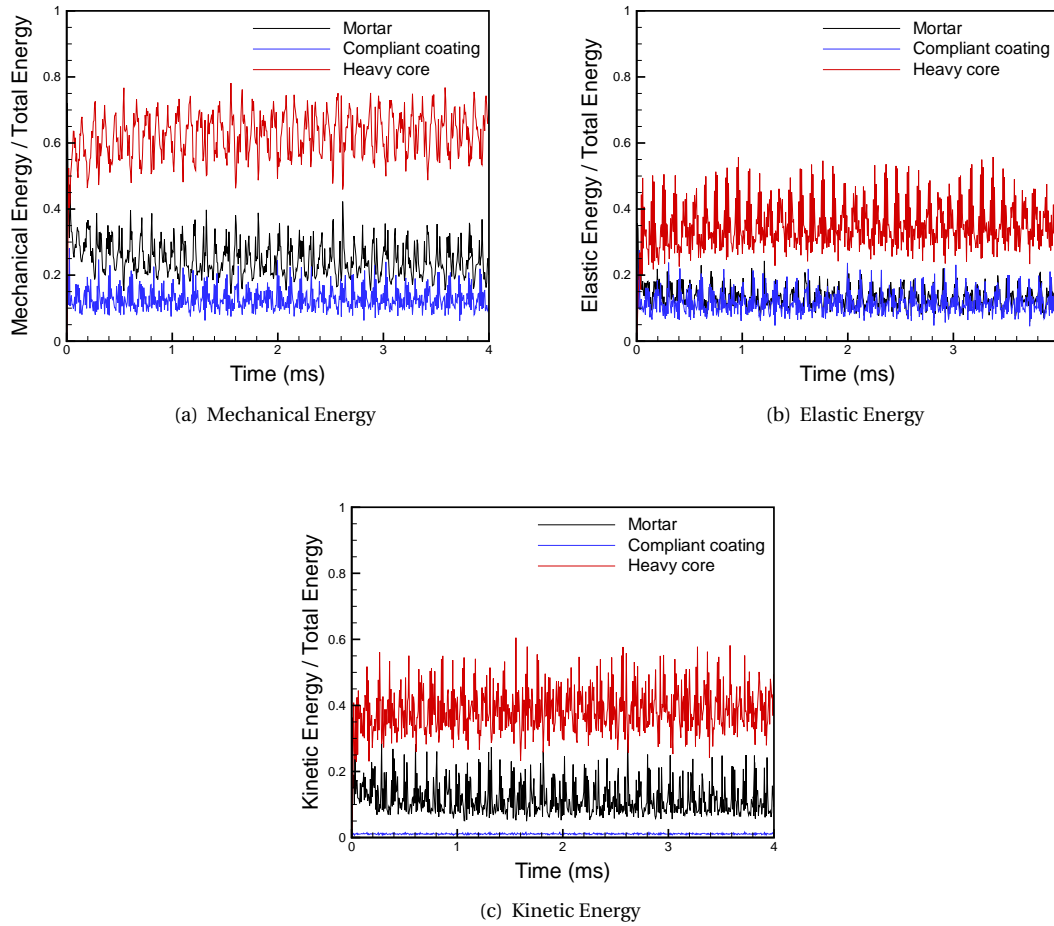 Mechanical Energy / Total Energy
1
0.8
0.6
0.4
0.2
0
Mortar
Compliant coating
Heavy core
0
1
2
3
4
Time (ms)
(a) Mechanical Energy
Elastic Energy / Total Energy
1
0.8
0.6
0.4
0.2
0
Mortar
Compliant coating
Heavy core
0
1
2
3
Time (ms)
(b) Elastic Energy
Kinetic Energy / Total Energy
1
0.8
0.6
0.4
0.2
0
Mortar
Compliant coating
Heavy core
0
1
2
3
4
Time (ms)
(c) Kinetic Energy